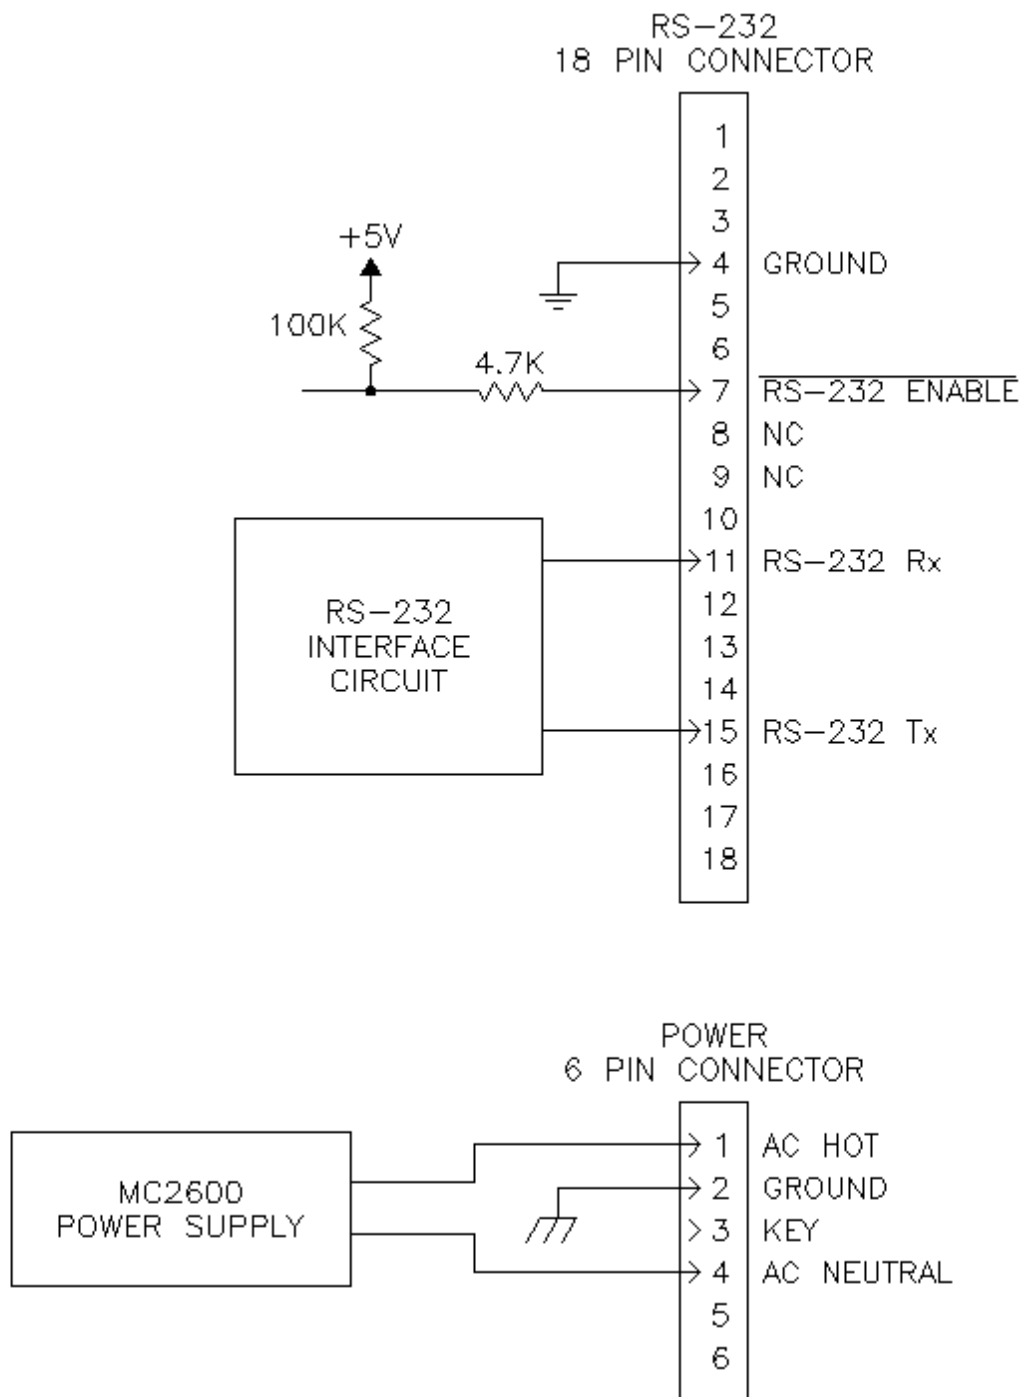 RS-232
18 PIN CONNECTOR
1
2
3
+5V
4 GROUND
5
100K
6
4.7K
7 RS-232 ENABLE
8 NC
9 NC
10
11 RS-232 Rx
RS-232
INTERFACE
CIRCUIT
12
13
14
15 RS-232 Tx
16
17
18
POWER
6 PIN CONNECTOR
1 AC HOT
MC2600
POWER SUPPLY
2 GROUND
3 KEY
4 AC NEUTRAL
5
6